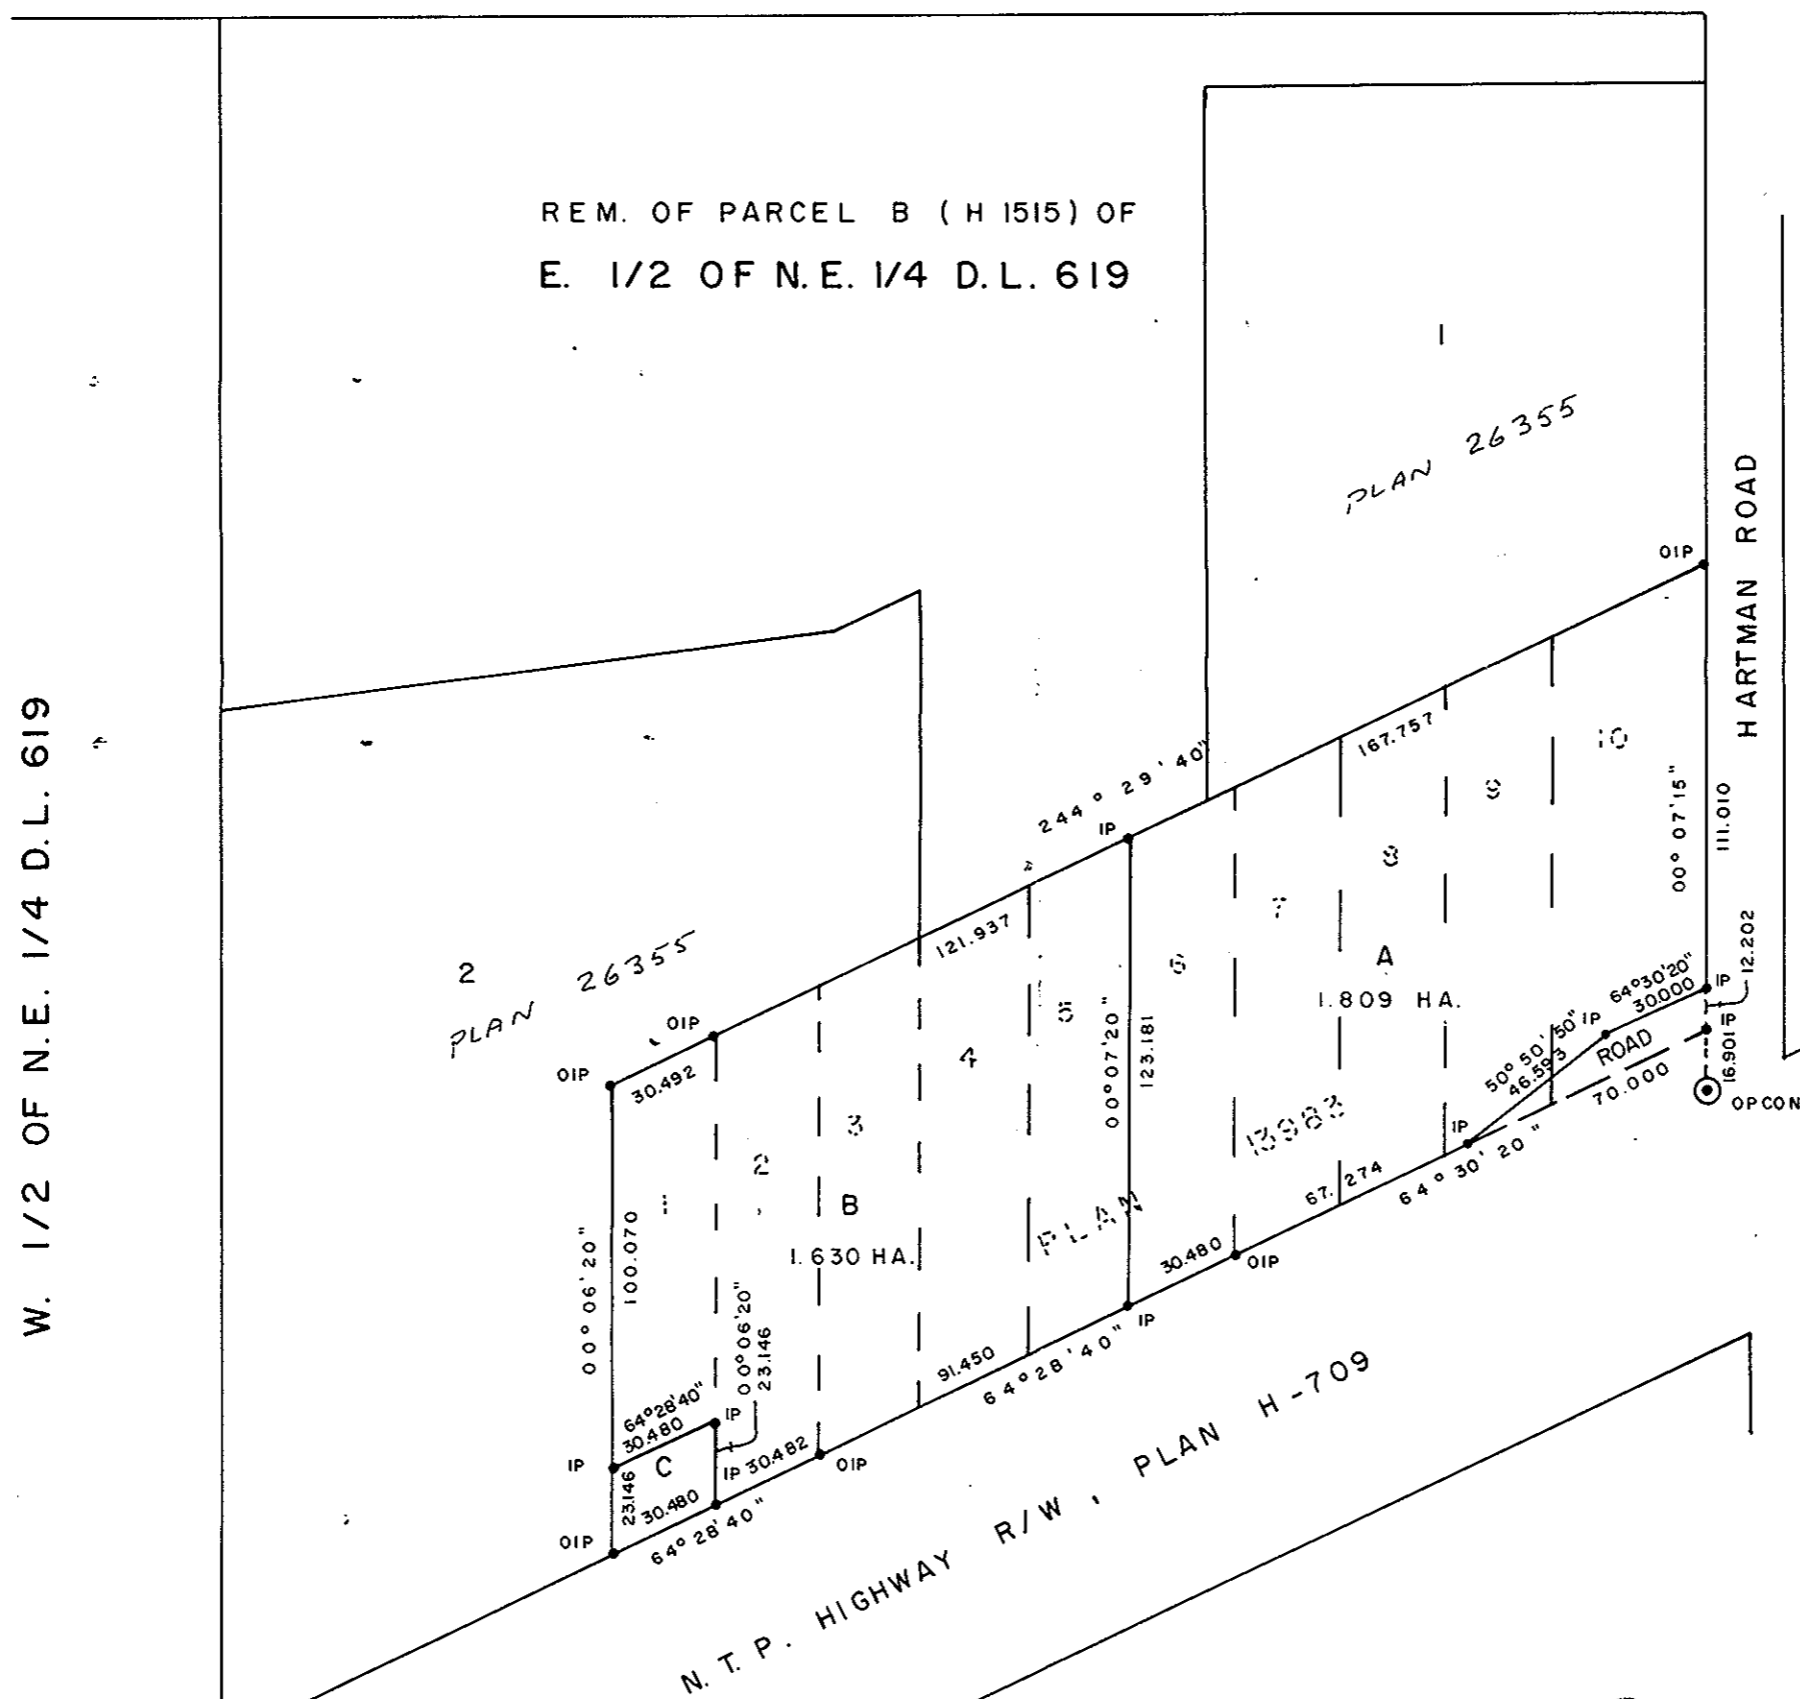 REM. OF PARCEL B ( H 1515 ) OF
E. 1/2 OF N.E. 1/4 D.L. 619
1
PLAN 26355
HARTMAN ROAD
W. 1/2 OF N.E. 1/4 D.L. 619
OIP
167.757
244° 29' 40"
IP
10
9
8
7
6
A
1.809 HA.
00° 07' 15"
111.010
12.202
64°30'20"
30.000
IP
IP
IP
50° 50' 50"
46.593
ROAD
70.000
16.901
OPCON
IP
64° 30' 20"
67.274
13983
PLAN
2
PLAN 26355
121.937
5
4
3
2
1
00°07'20"
123.181
OIP
OIP
30.492
B
1.630 HA.
00° 06' 20"
100.070
00°06'20"
23.146
64°28'40"
30.480
IP
IP
C
23.146
30.480
IP
30.482
OIP
OIP
64° 28' 40"
91.450
64° 28' 40"
IP
30.480
OIP
N.T.P. HIGHWAY R/W , PLAN H-709